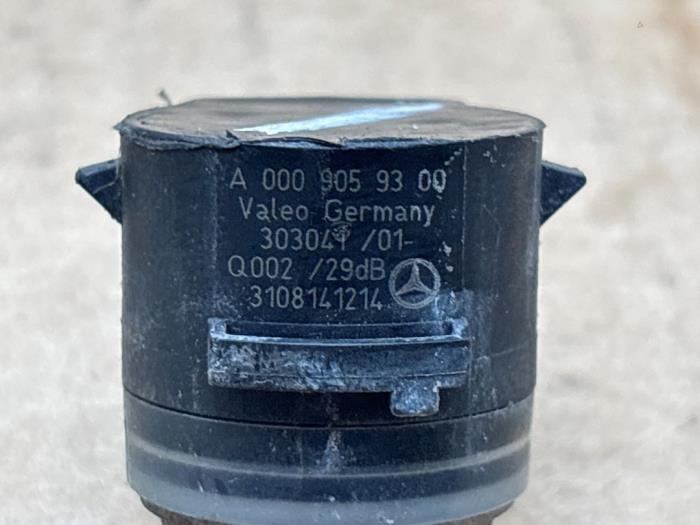 A 000 905 93 00
Valeo Germany
303041 /01-
Q002 /29dB
3108141214